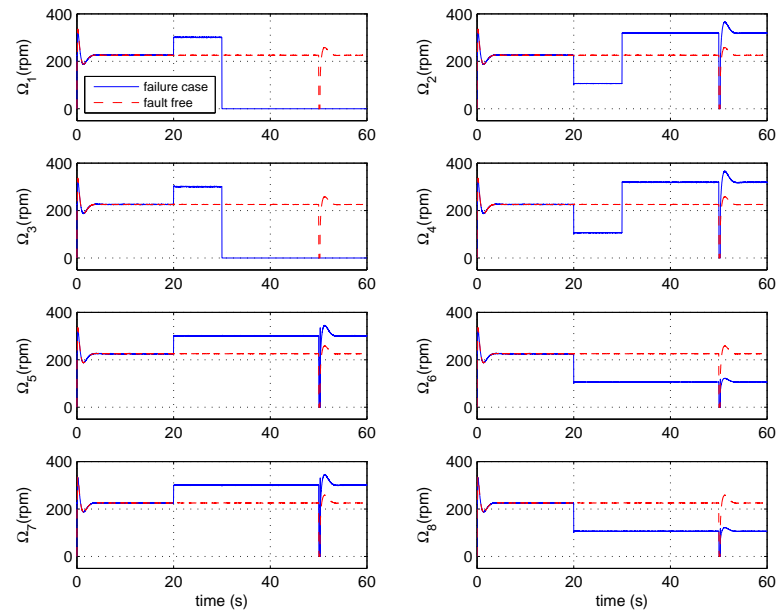 400
200
0
Ω1(rpm)
failure case
fault free
0 20 40 60
400
200
0
Ω2(rpm)
0 20 40 60
400
200
0
Ω3(rpm)
0 20 40 60
400
200
0
Ω4(rpm)
0 20 40 60
400
200
0
Ω5(rpm)
0 20 40 60
400
200
0
Ω6(rpm)
0 20 40 60
400
200
0
Ω7(rpm)
0 20 40 60
time (s)
400
200
0
Ω8(rpm)
0 20 40 60
time (s)